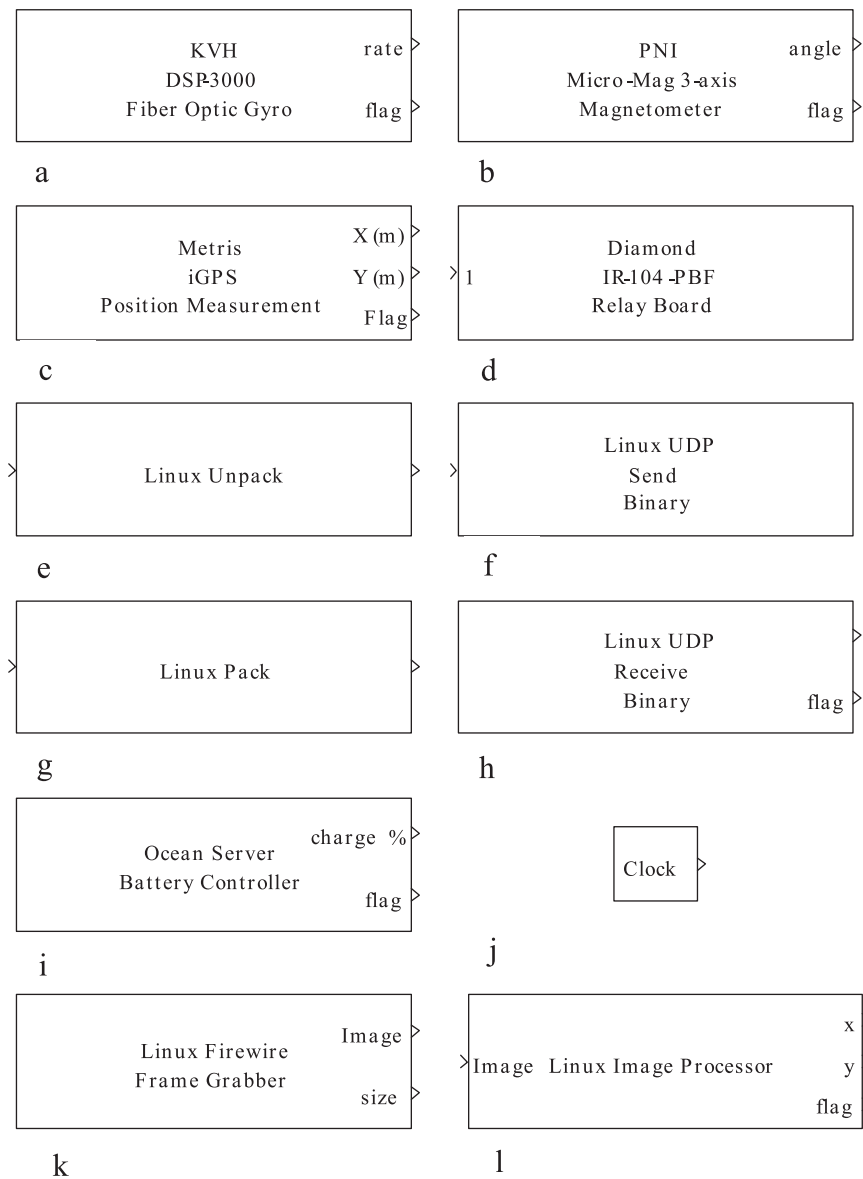 KVH
DSP-3000
Fiber Optic Gyro
rate
flag
a
PNI
Micro-Mag 3-axis
Magnetometer
angle
flag
b
Metris
iGPS
Position Measurement
X (m)
Y (m)
Flag
c
1
Diamond
IR-104-PBF
Relay Board
d
Linux Unpack
e
Linux UDP
Send
Binary
f
Linux Pack
g
Linux UDP
Receive
Binary
flag
h
Ocean Server
Battery Controller
charge %
flag
i
Clock
j
Linux Firewire
Frame Grabber
Image
size
k
Image Linux Image Processor
x
y
flag
l